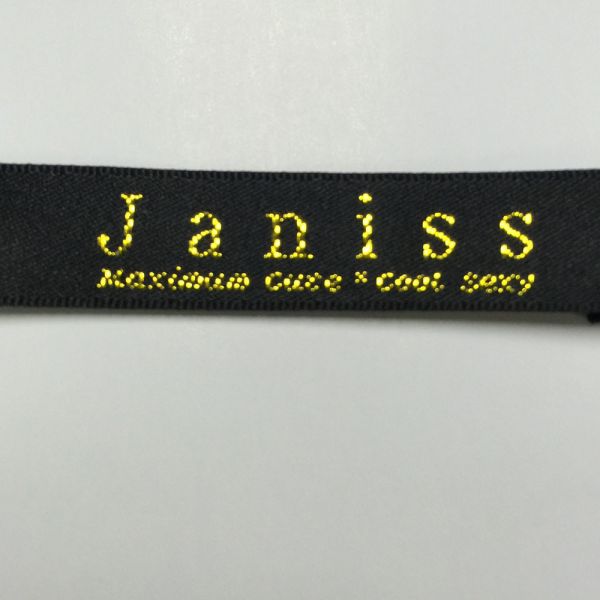 Janiss
Maximum Cute × Cool Sexy